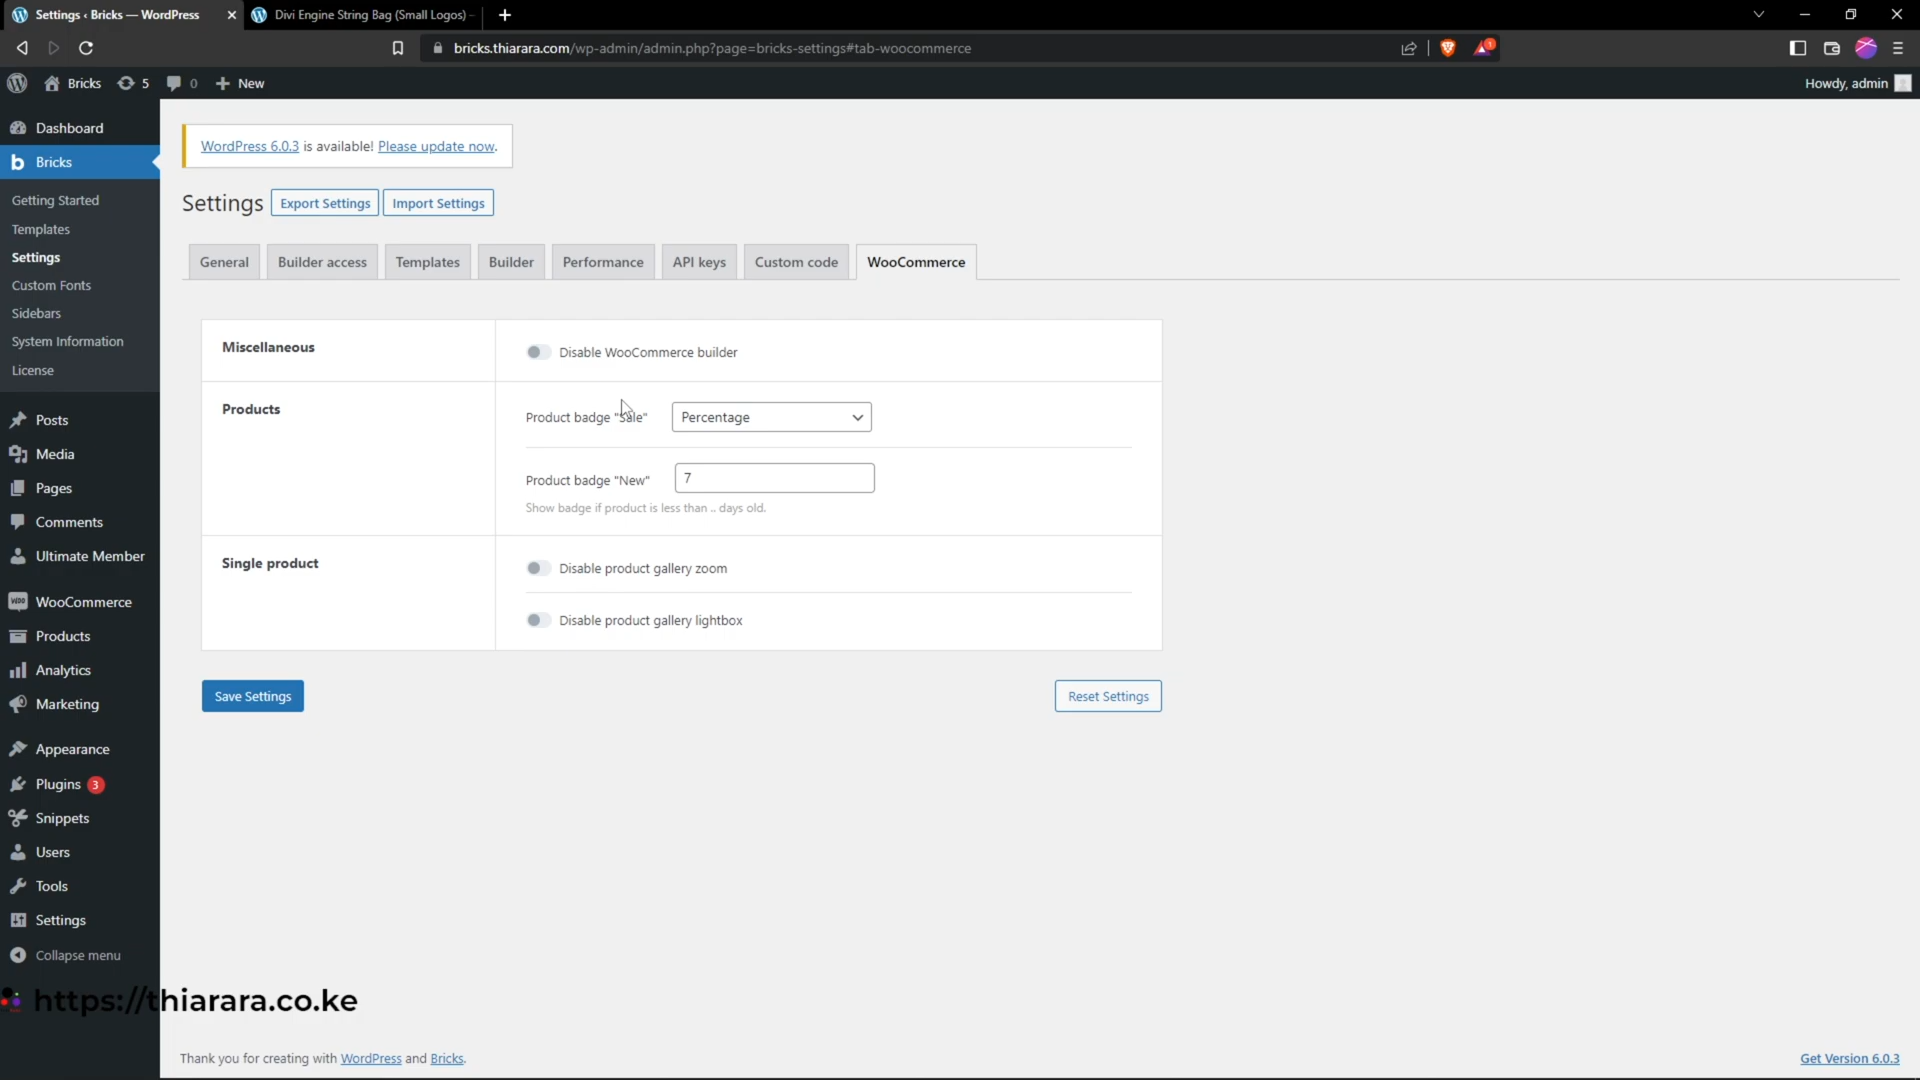 Settings ‹ Bricks — WordPress
Divi Engine String Bag (Small Logos) -
bricks.thiarara.com/wp-admin/admin.php?page=bricks-settings#tab-woocommerce
1
Bricks
5
0
New
Howdy, admin
Dashboard
Bricks
Getting Started
Templates
Settings
Custom Fonts
Sidebars
System Information
License
Posts
Media
Pages
Comments
Ultimate Member
WooCommerce
Products
Analytics
Marketing
Appearance
Plugins 3
Snippets
Users
Tools
Settings
Collapse menu
WordPress 6.0.3 is available! Please update now.
Settings
Export Settings
Import Settings
General
Builder access
Templates
Builder
Performance
API keys
Custom code
WooCommerce
Miscellaneous
Disable WooCommerce builder
Products
Product badge "Sale"
Percentage
Product badge "New"
7
Show badge if product is less than .. days old.
Single product
Disable product gallery zoom
Disable product gallery lightbox
Save Settings
Reset Settings
https://thiarara.co.ke
Thank you for creating with WordPress and Bricks.
Get Version 6.0.3